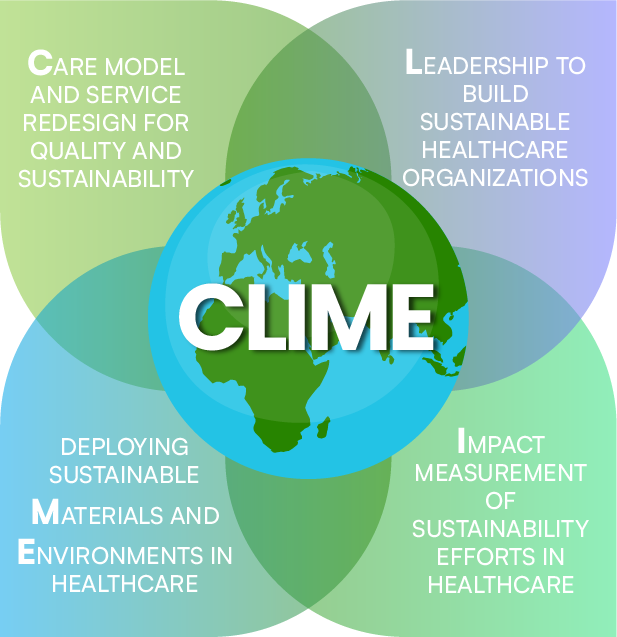 CARE MODEL
AND SERVICE
REDESIGN FOR
QUALITY AND
SUSTAINABILITY
LEADERSHIP TO
BUILD
SUSTAINABLE
HEALTHCARE
ORGANIZATIONS
CLIME
DEPLOYING
SUSTAINABLE
MATERIALS AND
ENVIRONMENTS IN
HEALTHCARE
IMPACT
MEASUREMENT
OF
SUSTAINABILITY
EFFORTS IN
HEALTHCARE